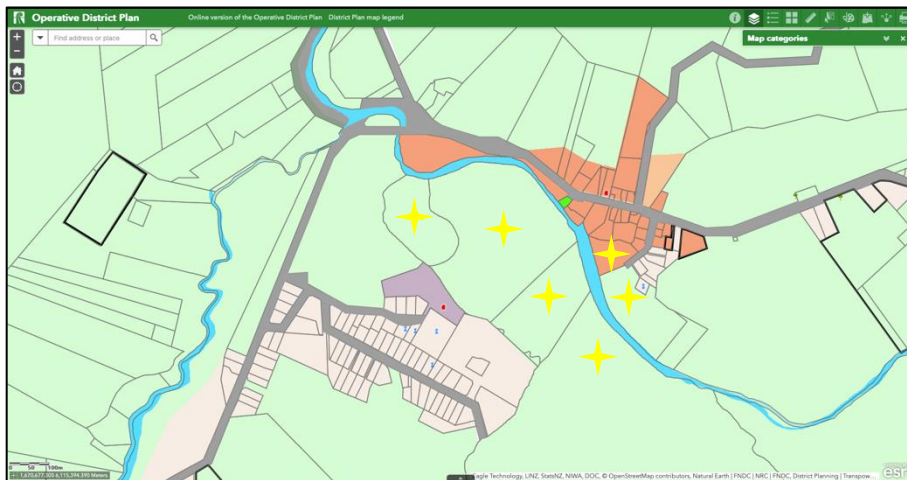 Operative District Plan
Online version of the Operative District Plan District Plan map legend
Map categories
Find address or place
0 50 100m
Eagle Technology, LINZ, StatsNZ, NIWA, DOC, © OpenStreetMap contributors, Natural Earth | FNDC | NRC | FNDC, District Planning | Transpow...
esri